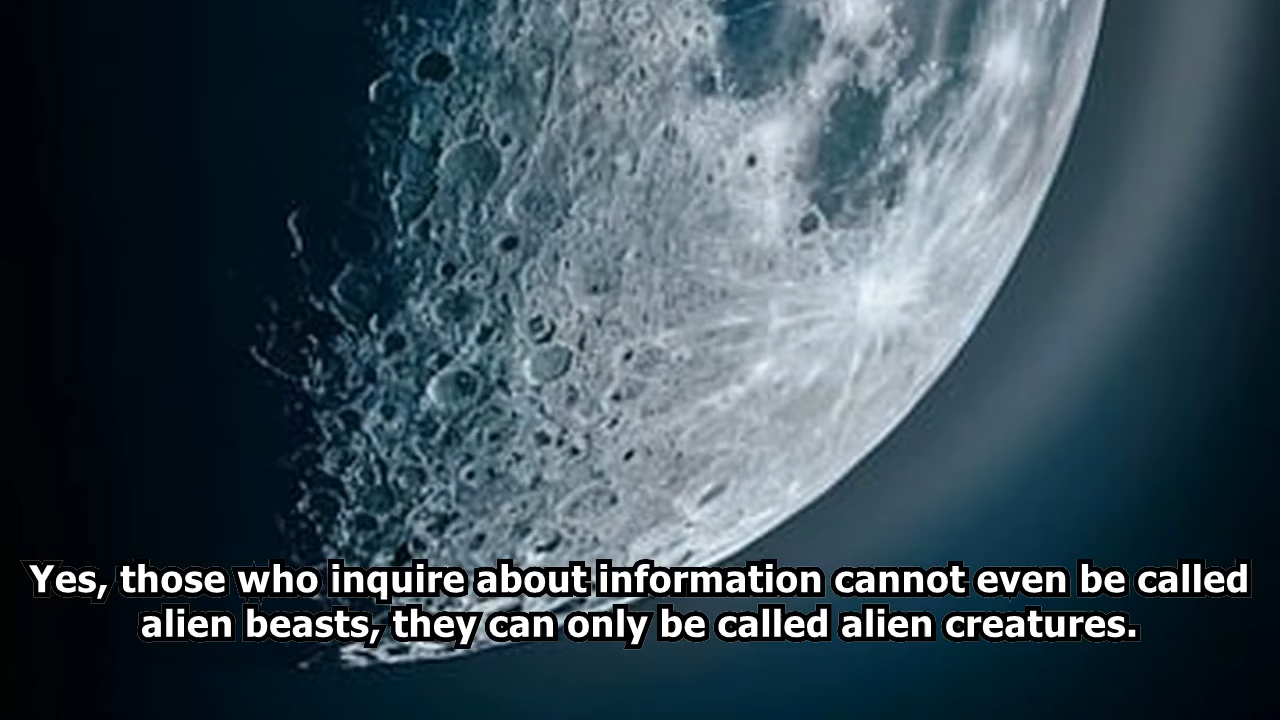 Yes, those who inquire about information cannot even be called
alien beasts, they can only be called alien creatures.